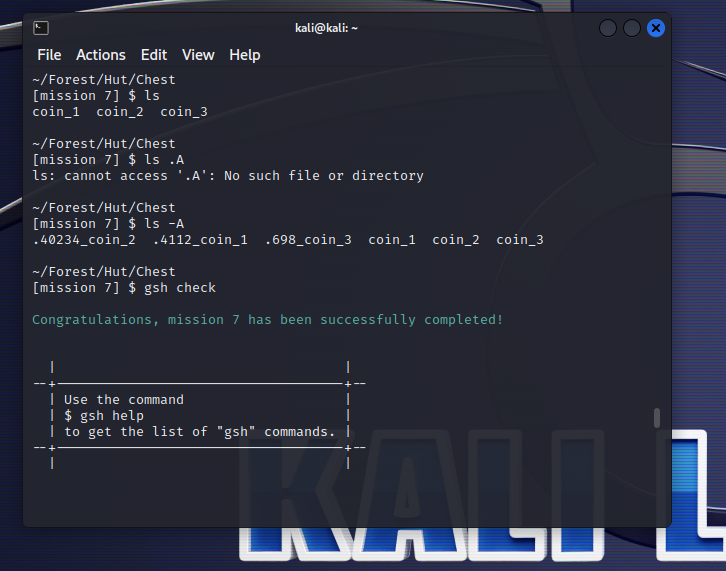 kali@kali: ~
File Actions Edit View Help
~/Forest/Hut/Chest
[mission 7] $ ls
coin_1  coin_2  coin_3
~/Forest/Hut/Chest
[mission 7] $ ls .A
ls: cannot access '.A': No such file or directory
~/Forest/Hut/Chest
[mission 7] $ ls -A
.40234_coin_2  .4112_coin_1  .698_coin_3  coin_1  coin_2  coin_3
~/Forest/Hut/Chest
[mission 7] $ gsh check
Congratulations, mission 7 has been successfully completed!
Use the command
$ gsh help
to get the list of "gsh" commands.
KALI L